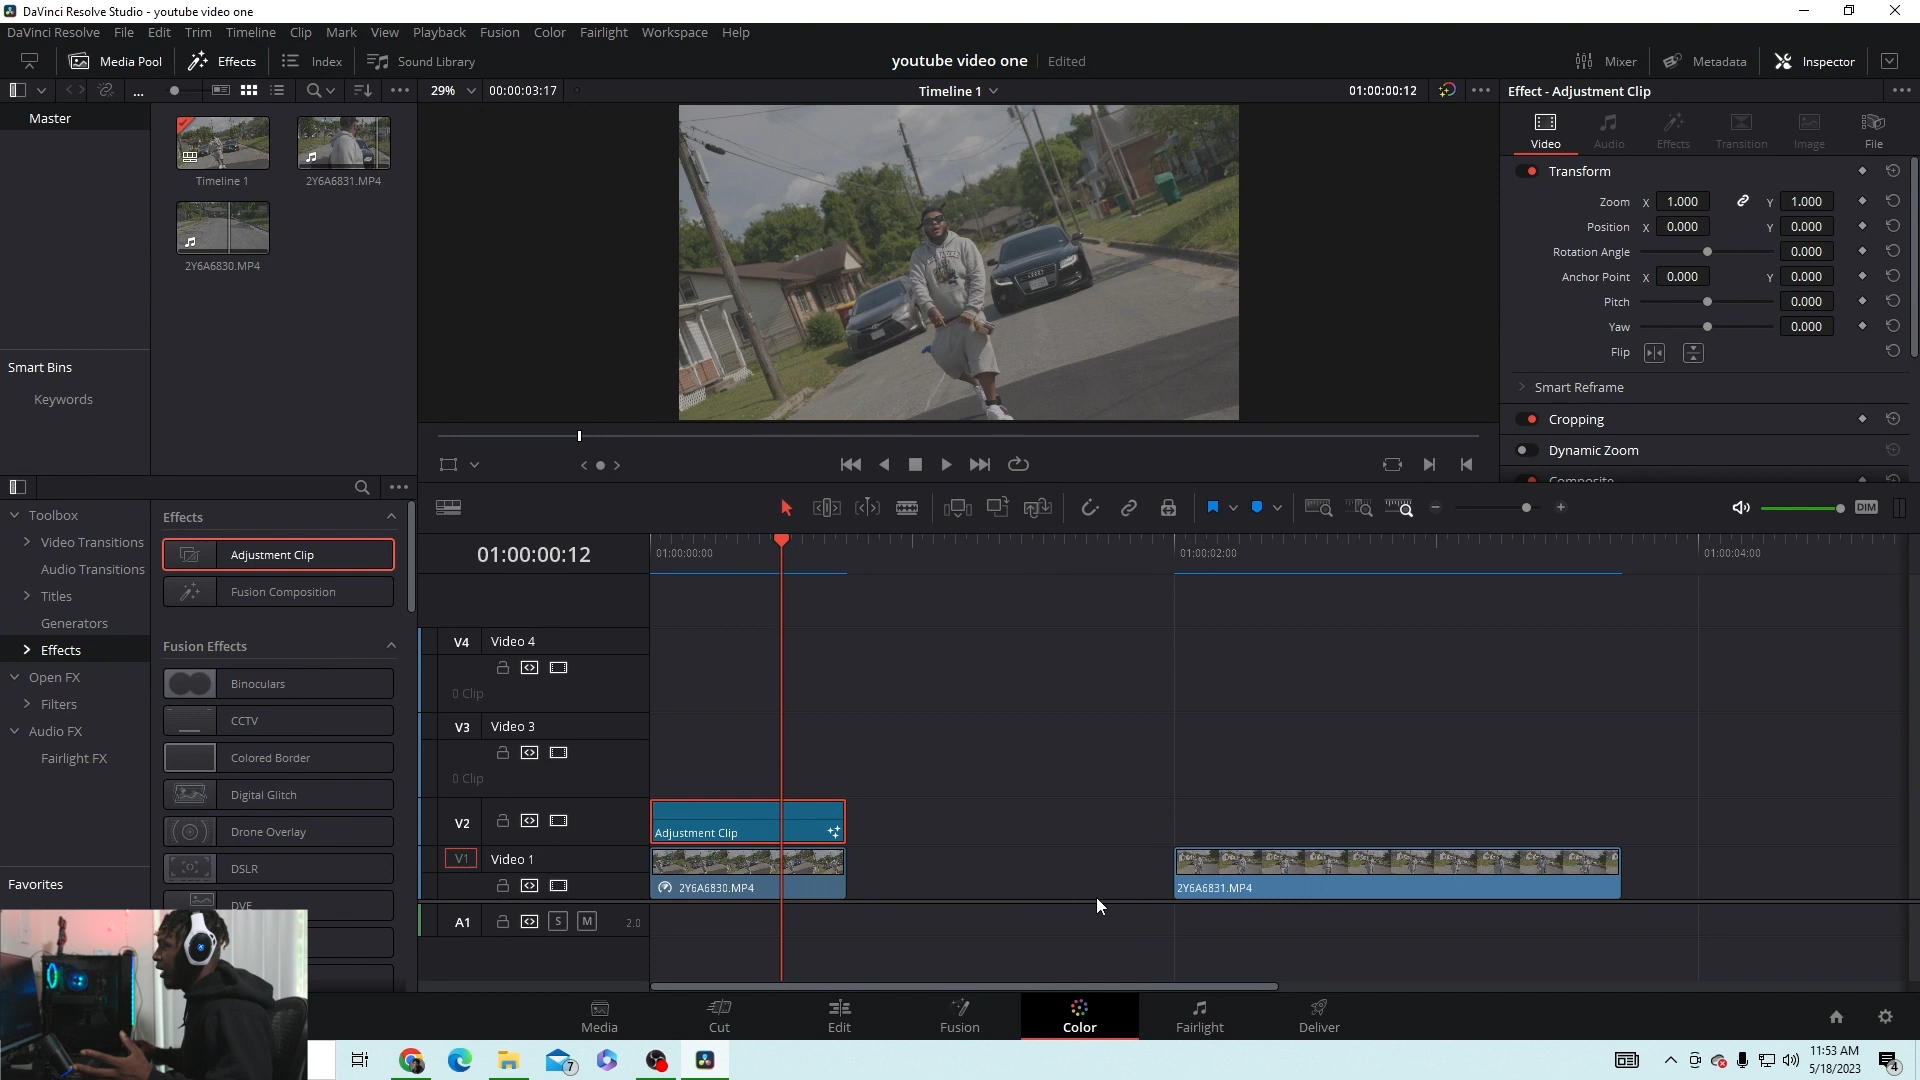 DaVinci Resolve Studio - youtube video one
DaVinci Resolve File Edit Trim Timeline Clip Mark View Playback Fusion Color Fairlight Workspace Help
Media Pool Effects Index Sound Library youtube video one Edited Mixer Metadata Inspector
... 29% 00:00:03:17 Timeline 1 01:00:00:12 Effect - Adjustment Clip
Master
Timeline 1 2Y6A6831.MP4
2Y6A6830.MP4
Smart Bins
Keywords
Video Audio Effects Transition Image File
Transform
Zoom X 1.000 Y 1.000
Position X 0.000 Y 0.000
Rotation Angle 0.000
Anchor Point X 0.000 Y 0.000
Pitch 0.000
Yaw 0.000
Flip
Smart Reframe
Cropping
Dynamic Zoom
Composite
Toolbox
Video Transitions
Audio Transitions
Titles
Generators
Effects
Open FX
Filters
Audio FX
Fairlight FX
Favorites
Effects
Adjustment Clip
Fusion Composition
Fusion Effects
Binoculars
CCTV
Colored Border
Digital Glitch
Drone Overlay
DSLR
DVE
DIM
01:00:00:12 01:00:00:00 01:00:02:00 01:00:04:00
V4 Video 4
0 Clip
V3 Video 3
0 Clip
V2 Adjustment Clip
V1 Video 1
2Y6A6830.MP4 2Y6A6831.MP4
A1 S M 2.0
Media Cut Edit Fusion Color Fairlight Deliver
7
11:53 AM
5/18/2023
4